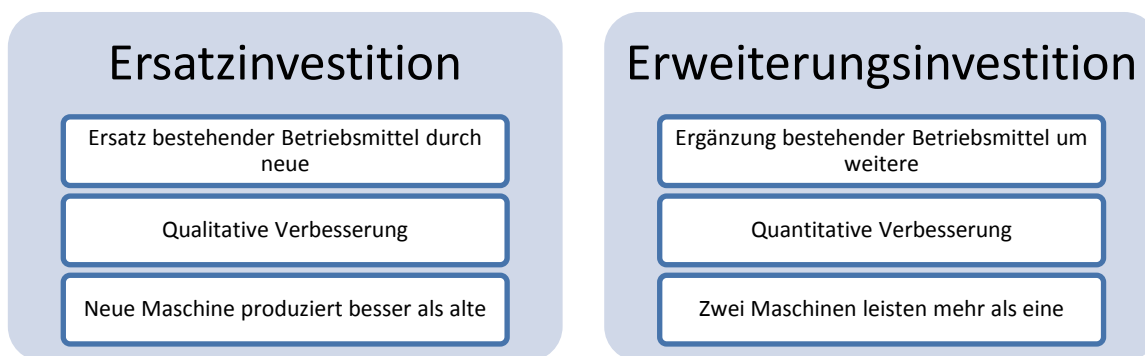 Ersatzinvestition
Ersatz bestehender Betriebsmittel durch
neue
Qualitative Verbesserung
Neue Maschine produziert besser als alte
Erweiterungsinvestition
Ergänzung bestehender Betriebsmittel um
weitere
Quantitative Verbesserung
Zwei Maschinen leisten mehr als eine